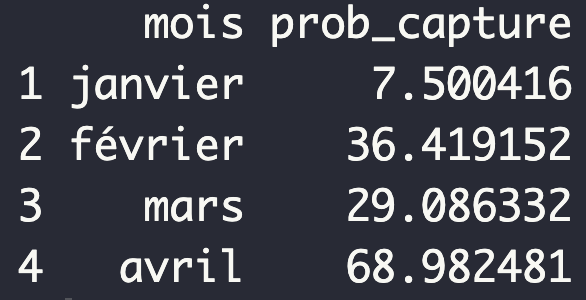 mois prob_capture
1 janvier 7.500416
2 février 36.419152
3 mars 29.086332
4 avril 68.982481